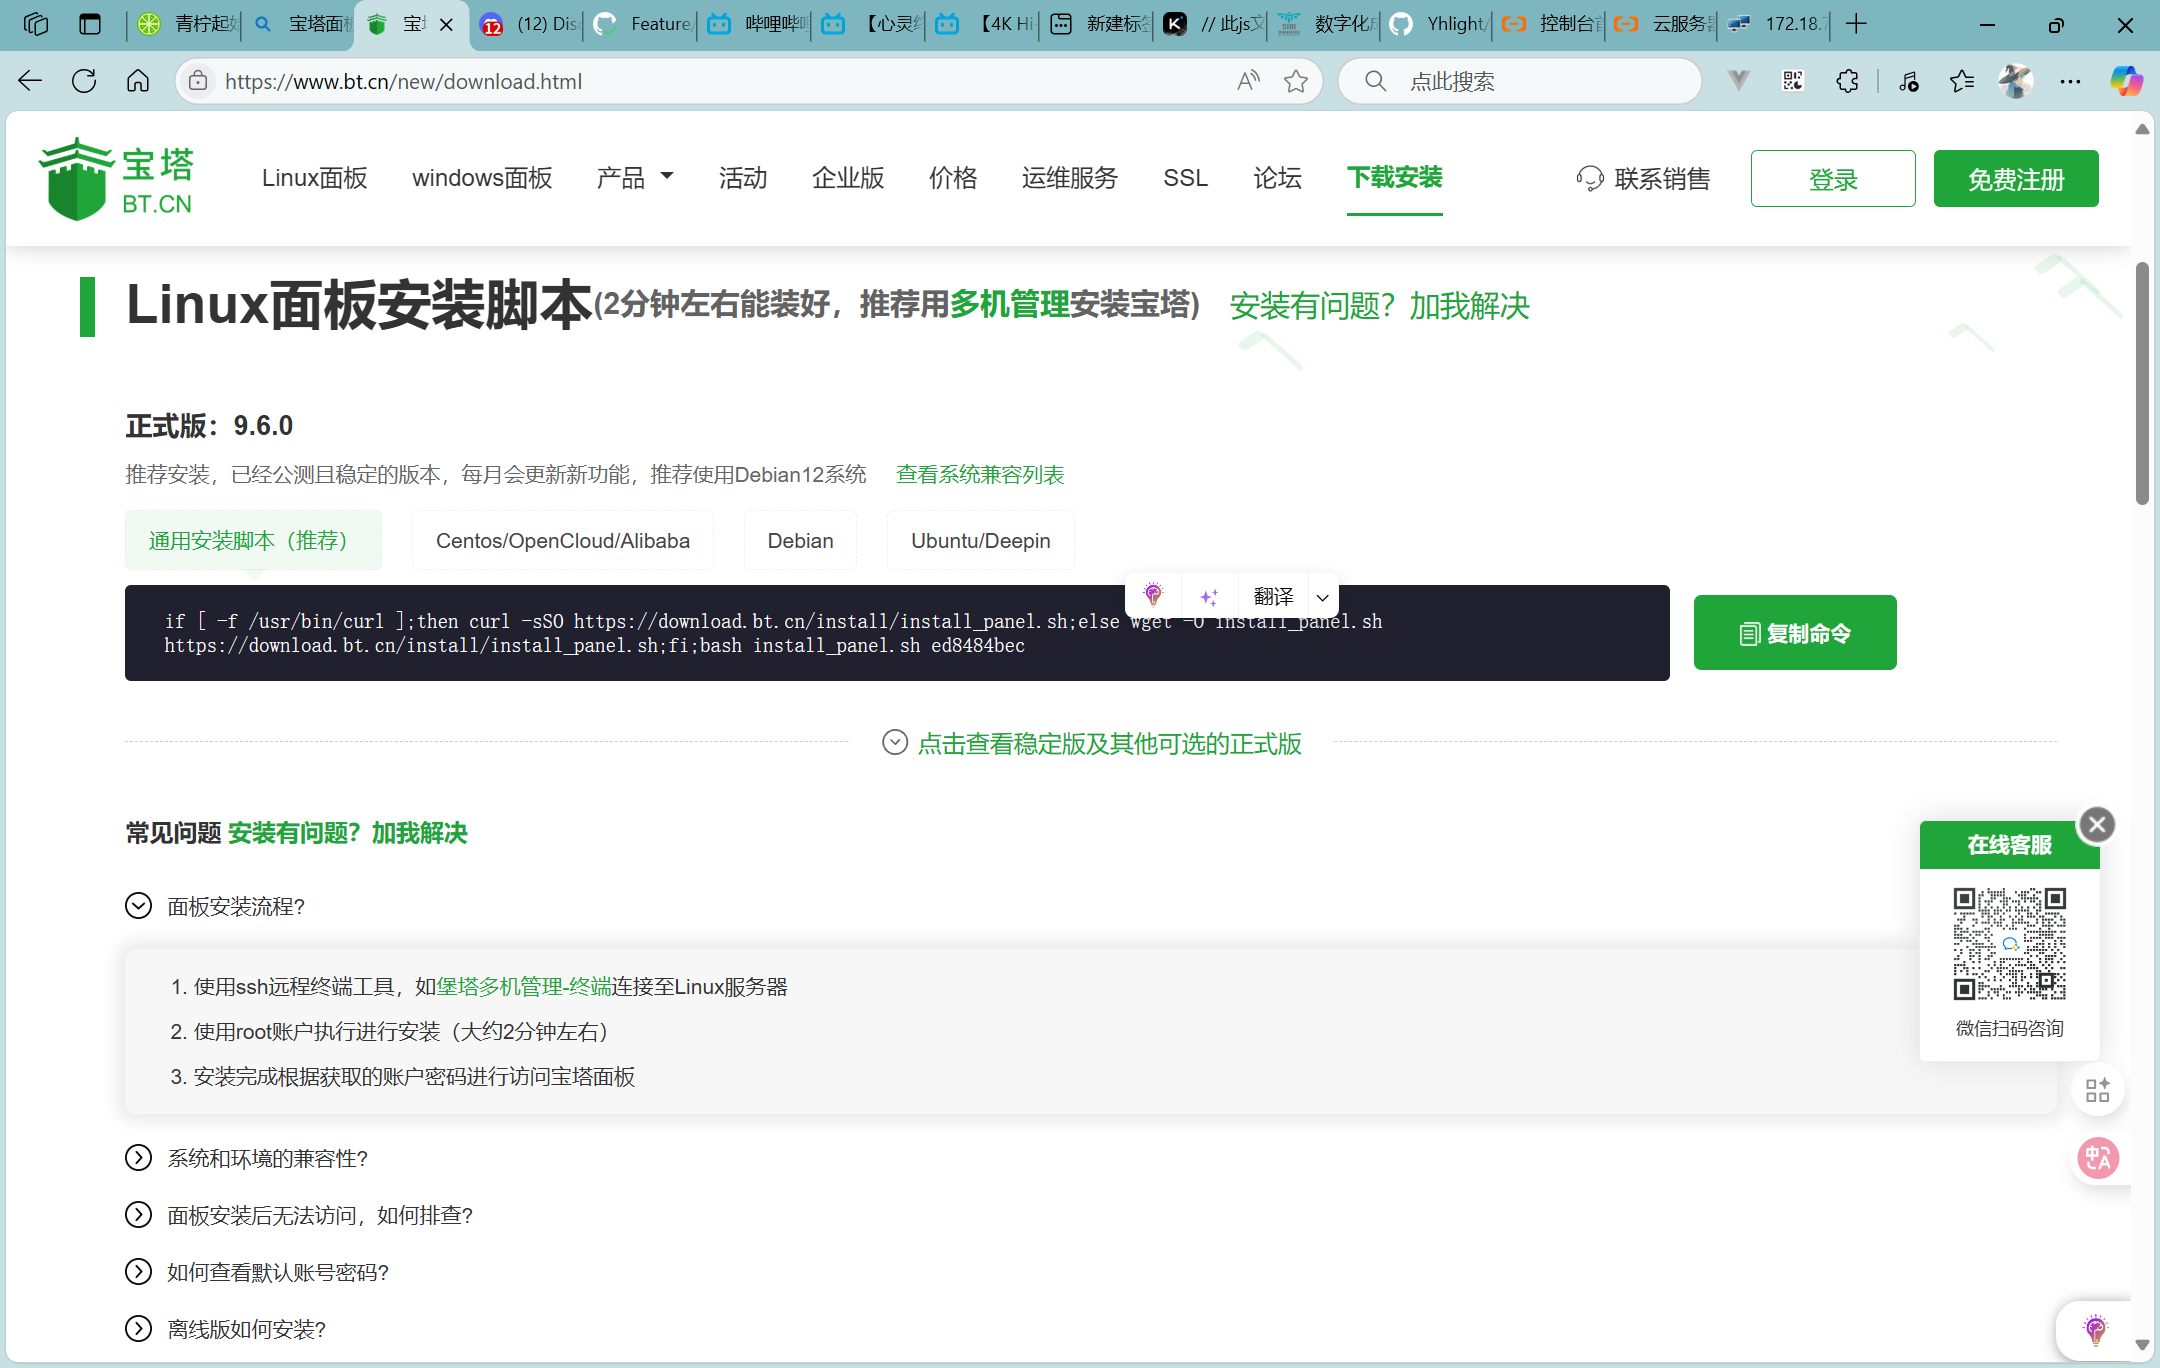 青柠起始
宝塔面板
宝塔
12
(12) Disc
Feature/
哔哩哔哩
【心灵终
【4K Hi
新建标签
// 此js文
数字化
Yhlight/
控制台首
云服务器
172.18.7
https://www.bt.cn/new/download.html
点此搜索
宝塔
BT.CN
Linux面板
windows面板
产品
活动
企业版
价格
运维服务
SSL
论坛
下载安装
联系销售
登录
免费注册
Linux面板安装脚本(2分钟左右能装好，推荐用多机管理安装宝塔) 安装有问题？加我解决
正式版：9.6.0
推荐安装，已经公测且稳定的版本，每月会更新新功能，推荐使用Debian12系统 查看系统兼容列表
通用安装脚本（推荐）
Centos/OpenCloud/Alibaba
Debian
Ubuntu/Deepin
翻译
if [ -f /usr/bin/curl ];then curl -sSO https://download.bt.cn/install/install_panel.sh;else wget -O install_panel.sh
https://download.bt.cn/install/install_panel.sh;fi;bash install_panel.sh ed8484bec
复制命令
点击查看稳定版及其他可选的正式版
常见问题 安装有问题？加我解决
面板安装流程?
1. 使用ssh远程终端工具，如堡塔多机管理-终端连接至Linux服务器
2. 使用root账户执行进行安装（大约2分钟左右）
3. 安装完成根据获取的账户密码进行访问宝塔面板
系统和环境的兼容性?
面板安装后无法访问，如何排查?
如何查看默认账号密码?
离线版如何安装?
在线客服
微信扫码咨询